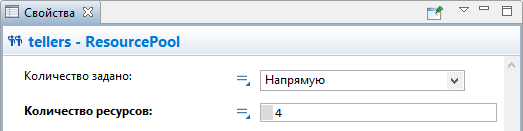 Свойства
tellers - ResourcePool
Количество задано: Напрямую
Количество ресурсов: 4